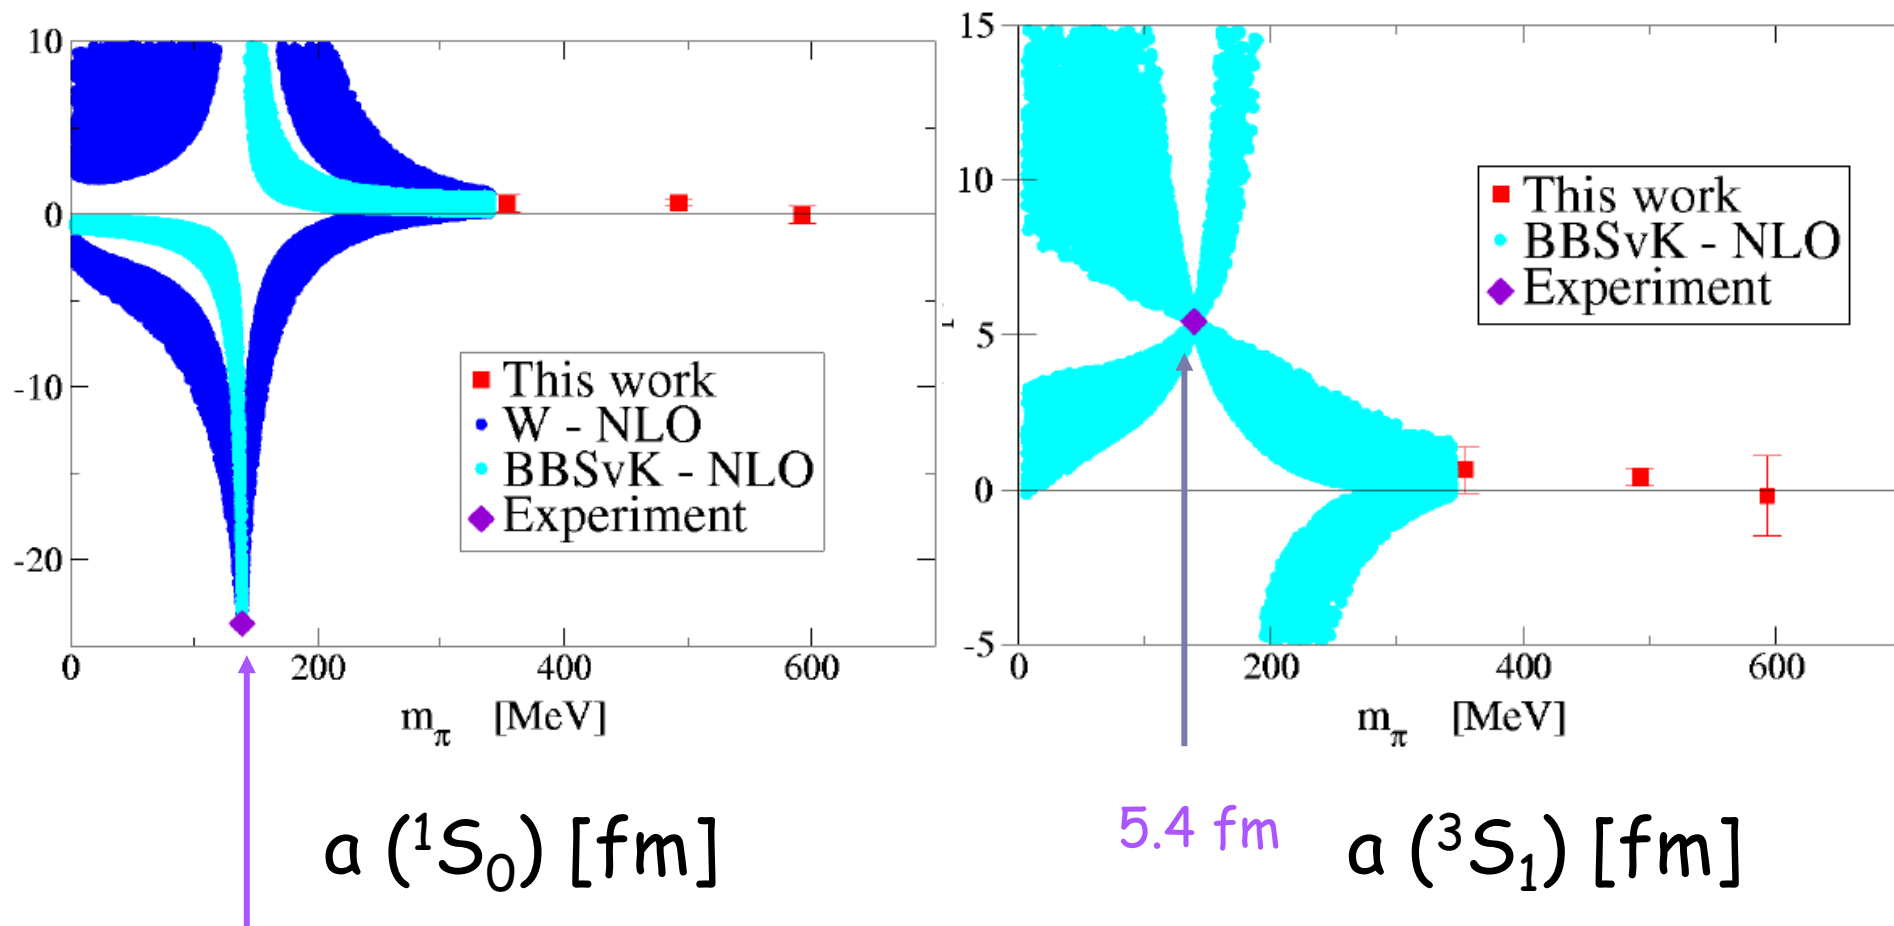 10
0
-10
-20
0
200
400
600
m_π [MeV]
This work
W - NLO
BBSvK - NLO
Experiment
a (¹S₀) [fm]
15
10
5
0
-5
0
200
400
600
m_π [MeV]
This work
BBSvK - NLO
Experiment
5.4 fm
a (³S₁) [fm]